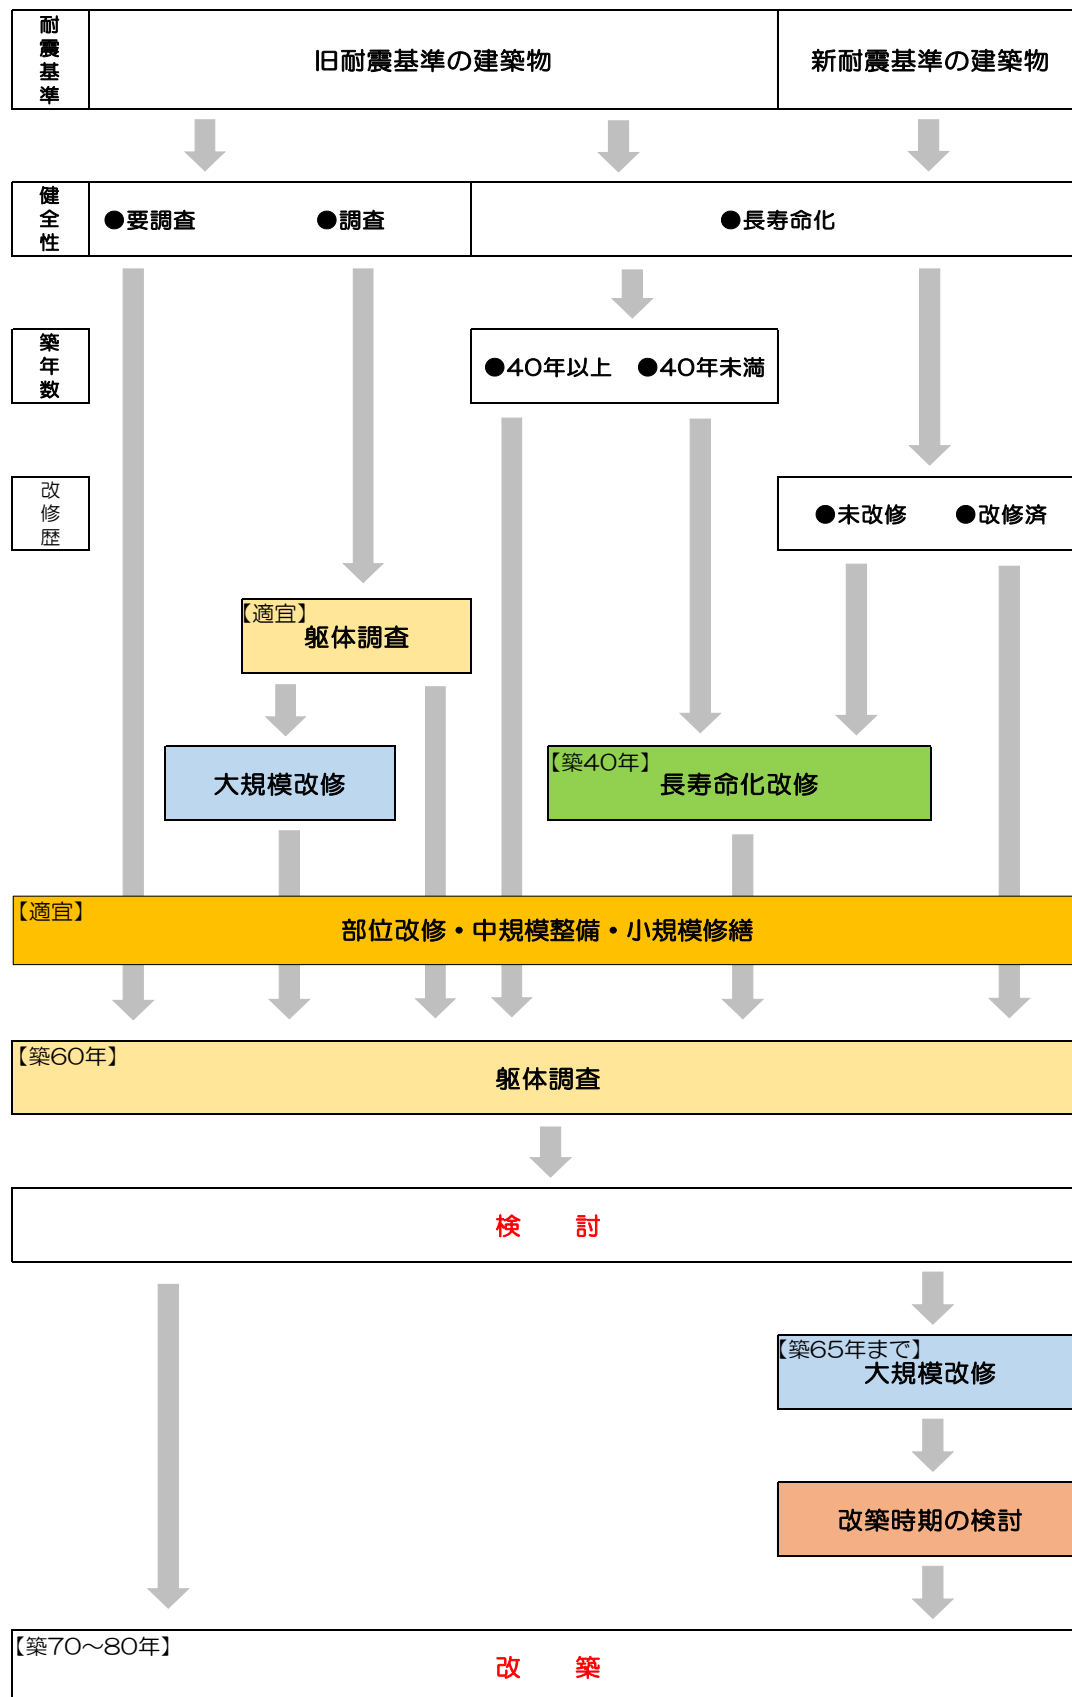 耐震基準
旧耐震基準の建築物
新耐震基準の建築物
健全性
●要調査
●調査
●長寿命化
築年数
●40年以上
●40年未満
改修歴
●未改修
●改修済
【適宜】
躯体調査
大規模改修
【築40年】
長寿命化改修
【適宜】
部位改修・中規模整備・小規模修繕
【築60年】
躯体調査
検　討
【築65年まで】
大規模改修
改築時期の検討
【築70～80年】
改　築